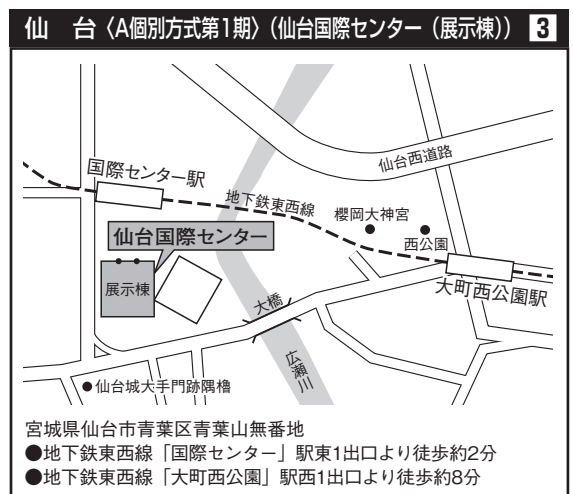 仙　台〈A個別方式第1期〉（仙台国際センター（展示棟）） 3
国際センター駅
仙台西道路
地下鉄東西線
櫻岡大神宮
西公園
仙台国際センター
展示棟
大町西公園駅
大橋
広瀬川
●仙台城大手門跡隅櫓
宮城県仙台市青葉区青葉山無番地
●地下鉄東西線「国際センター」駅東1出口より徒歩約2分
●地下鉄東西線「大町西公園」駅西1出口より徒歩約8分